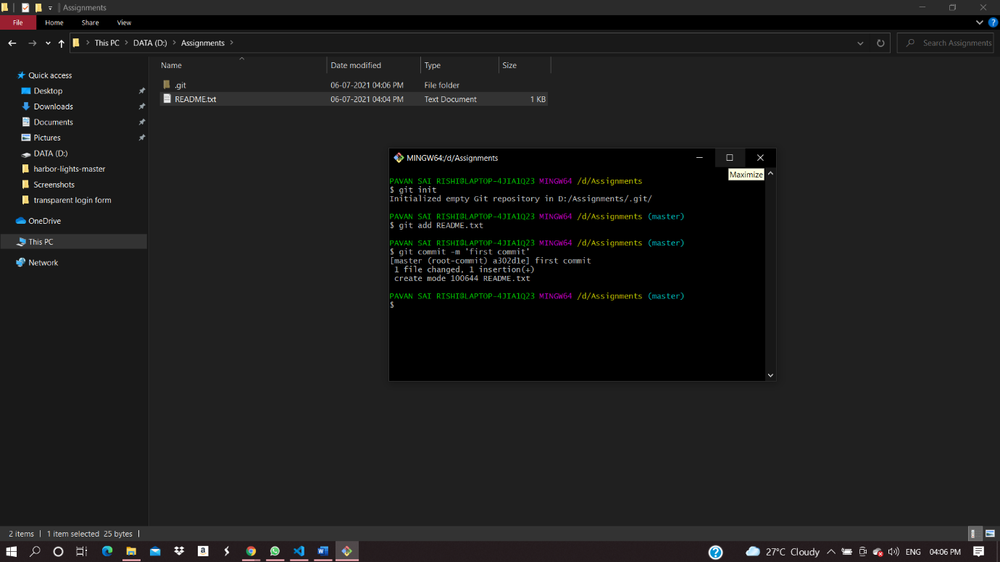 Assignments
File Home Share View
This PC DATA (D:) Assignments
Search Assignments
Name Date modified Type Size
.git 06-07-2021 04:06 PM File folder
README.txt 06-07-2021 04:04 PM Text Document 1 KB
Quick access
Desktop
Downloads
Documents
Pictures
DATA (D:)
harbor-lights-master
Screenshots
transparent login form
OneDrive
This PC
Network
MINGW64:/d/Assignments
Maximize
PAVAN SAI RISHI@LAPTOP-4JIA1Q23 MINGW64 /d/Assignments
$ git init
Initialized empty Git repository in D:/Assignments/.git/
PAVAN SAI RISHI@LAPTOP-4JIA1Q23 MINGW64 /d/Assignments (master)
$ git add README.txt
PAVAN SAI RISHI@LAPTOP-4JIA1Q23 MINGW64 /d/Assignments (master)
$ git commit -m 'first commit'
[master (root-commit) a302d1e] first commit
1 file changed, 1 insertion(+)
create mode 100644 README.txt
PAVAN SAI RISHI@LAPTOP-4JIA1Q23 MINGW64 /d/Assignments (master)
$
2 items 1 item selected 25 bytes
27°C Cloudy ENG 04:06 PM